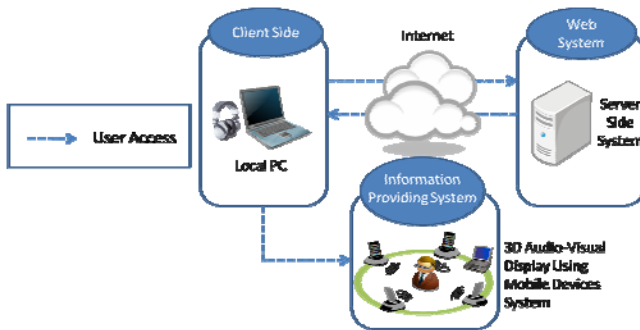 Client Side
Internet
Web
System
User Access
Local PC
Server
Side
System
Information
Providing System
3D Audio-Visual
Display Using
Mobile Devices
System